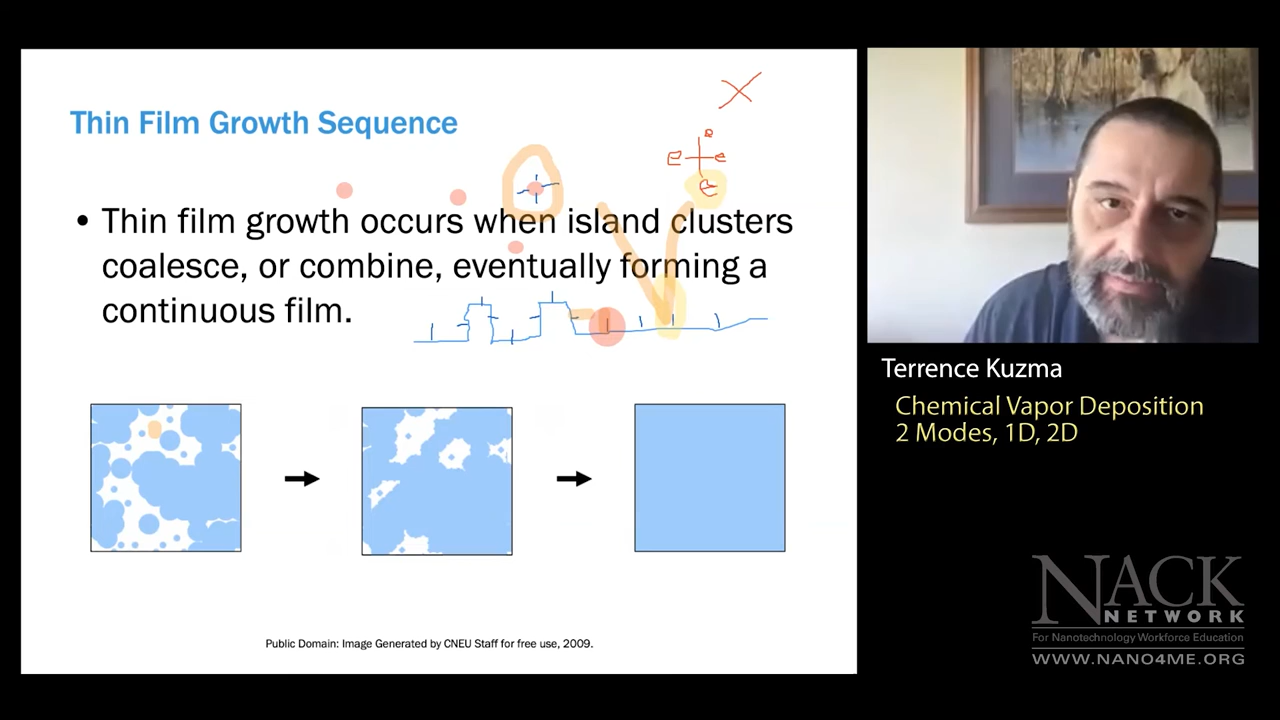 Thin Film Growth Sequence
• Thin film growth occurs when island clusters
coalesce, or combine, eventually forming a
continuous film.
Public Domain: Image Generated by CNEU Staff for free use, 2009.
Terrence Kuzma
Chemical Vapor Deposition
2 Modes, 1D, 2D
NACK
NETWORK
For Nanotechnology Workforce Education
WWW.NANO4ME.ORG